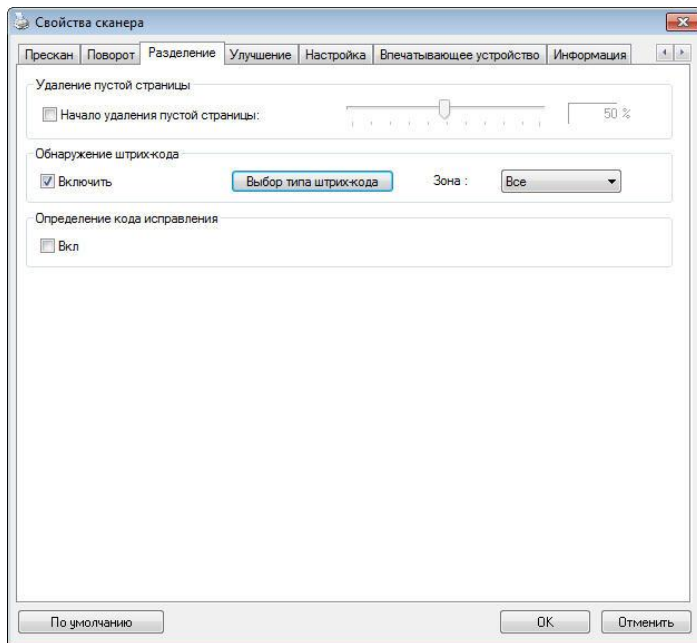 Свойства сканера
Прескан Поворот Разделение Улучшение Настройка Впечатывающее устройство Информация
Удаление пустой страницы
Начало удаления пустой страницы: 50 %
Обнаружение штрих-кода
Включить Выбор типа штрих-кода Зона : Все
Определение кода исправления
Вкл
По умолчанию OK Отменить